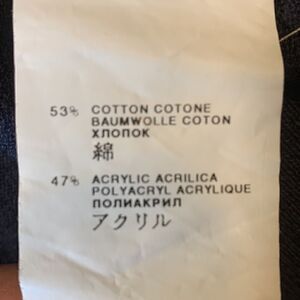 53% COTTON COTONE
BAUMWOLLE COTON
ХЛОПОК
綿
47% ACRYLIC ACRILICA
POLYACRYL ACRYLIQUE
ПОЛИАКРИЛ
アクリル